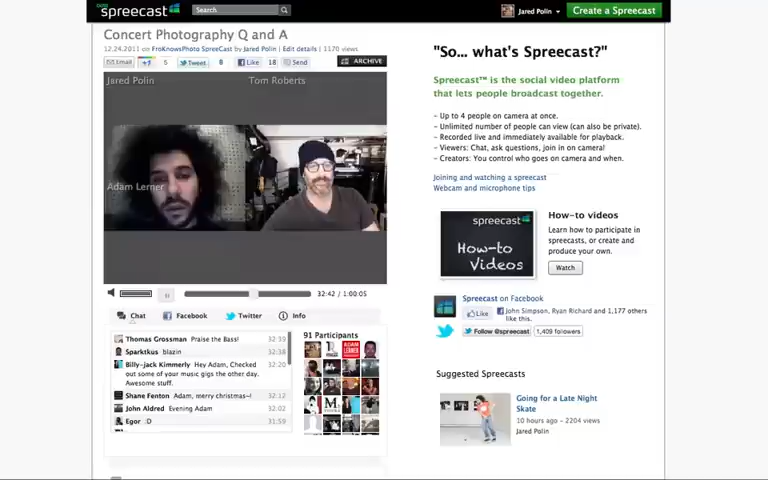 spreecast
Search
Jared Polin
Create a Spreecast
Concert Photography Q and A
12.24.2011 on FroKnowsPhoto SpreeCast by Jared Polin | Edit details | 1170 views
Email
+1
5
Tweet
8
Like
18
Send
ARCHIVE
Jared Polin
Tom Roberts
Adam Lerner
32:42 / 1:00:05
Chat
Facebook
Twitter
Info
Thomas Grossman Praise the Bass! 32:39
Sparktkus blazin 32:38
Billy-jack Kimmerly Hey Adam, Checked 32:20
out some of your music gigs the other day.
Awesome stuff.
Shane Fenton Adam, merry christmas~! 32:12
John Aldred Evening Adam 32:02
Egor :D 31:59
91 Participants
ADAM
LERNER
"So... what's Spreecast?"
Spreecast™ is the social video platform
that lets people broadcast together.
- Up to 4 people on camera at once.
- Unlimited number of people can view (can also be private).
- Recorded live and immediately available for playback.
- Viewers: Chat, ask questions, join in on camera!
- Creators: You control who goes on camera and when.
Joining and watching a spreecast
Webcam and microphone tips
spreecast
How-to
Videos
How-to videos
Learn how to participate in
spreecasts, or create and
produce your own.
Watch
Spreecast on Facebook
Like
John Simpson, Ryan Richard and 1,177 others
like this.
Follow @spreecast
1,409 followers
Suggested Spreecasts
Going for a Late Night
Skate
10 hours ago - 2204 views
Jared Polin